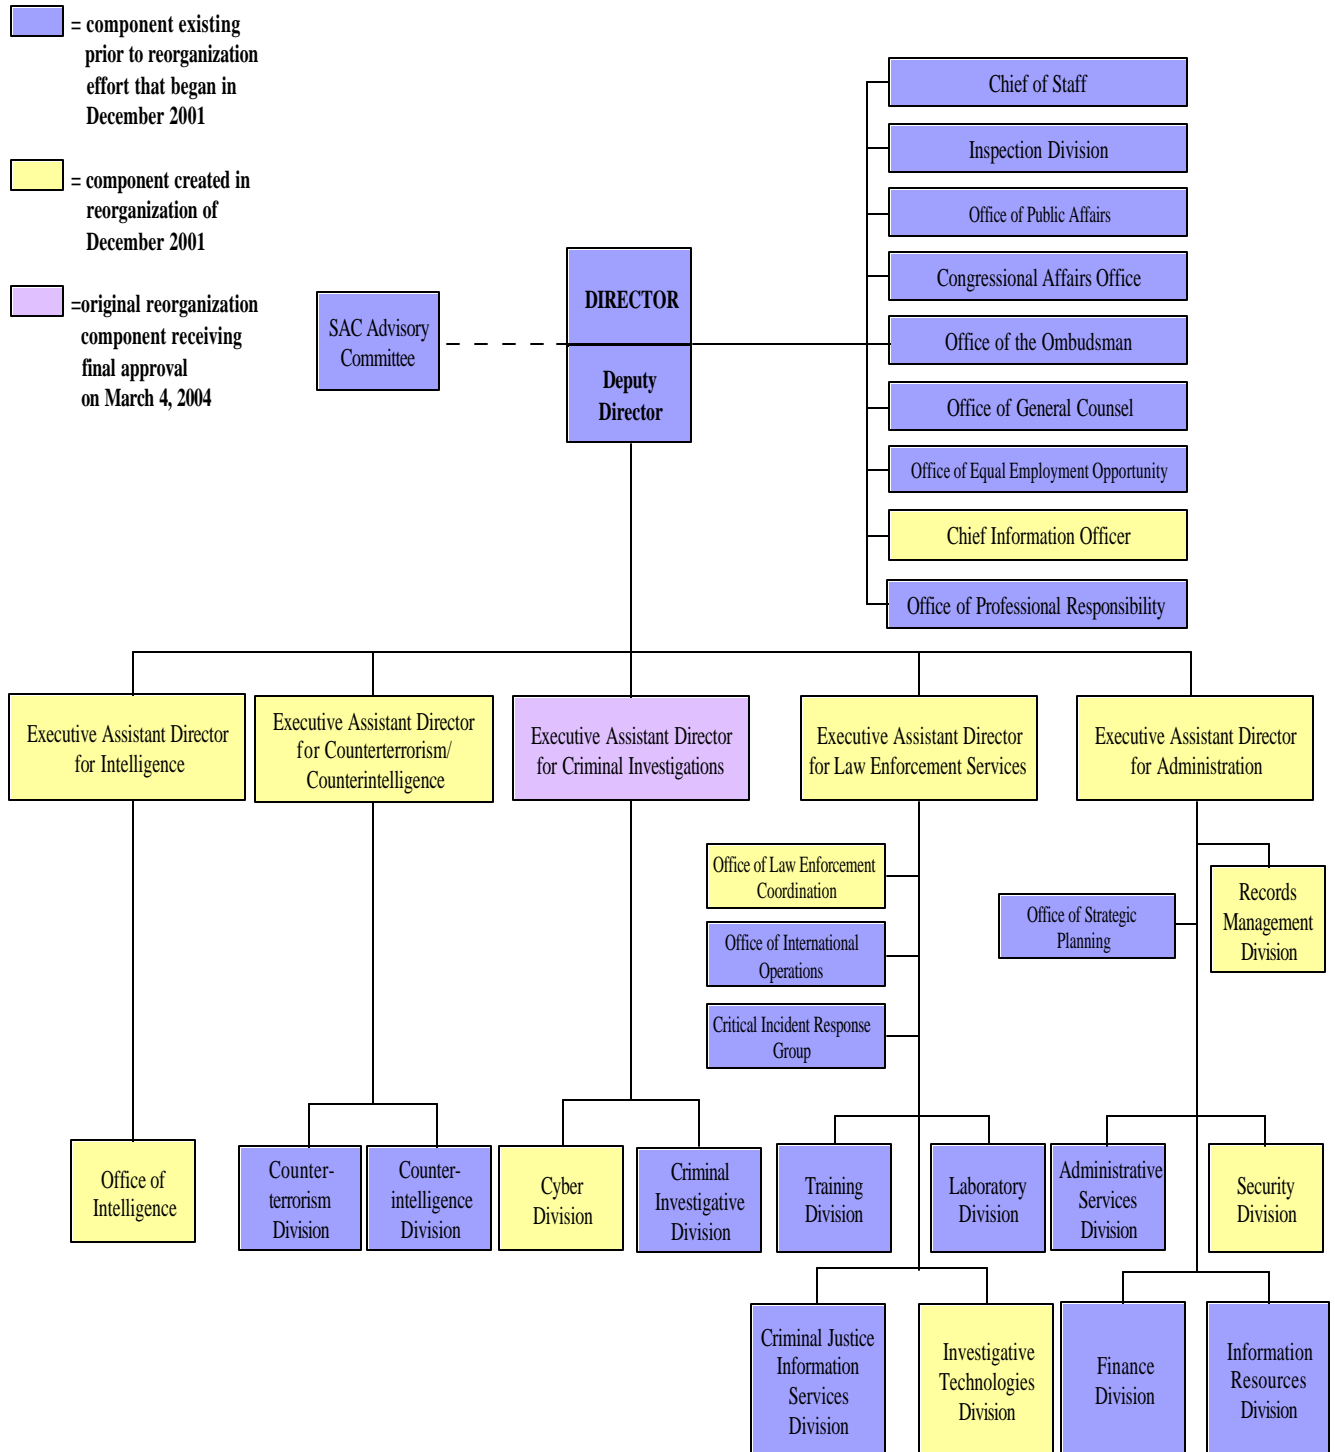 = component existing
prior to reorganization
effort that began in
December 2001
= component created in
reorganization of
December 2001
=original reorganization
component receiving
final approval
on March 4, 2004
Chief of Staff
Inspection Division
Office of Public Affairs
Congressional Affairs Office
Office of the Ombudsman
Office of General Counsel
Office of Equal Employment Opportunity
Chief Information Officer
Office of Professional Responsibility
DIRECTOR
Deputy
Director
SAC Advisory
Committee
Executive Assistant Director
for Intelligence
Executive Assistant Director
for Counterterrorism/
Counterintelligence
Executive Assistant Director
for Criminal Investigations
Executive Assistant Director
for Law Enforcement Services
Executive Assistant Director
for Administration
Office of Law Enforcement
Coordination
Office of International
Operations
Critical Incident Response
Group
Office of Strategic
Planning
Records
Management
Division
Office of
Intelligence
Counter-
terrorism
Division
Counter-
intelligence
Division
Cyber
Division
Criminal
Investigative
Division
Training
Division
Laboratory
Division
Administrative
Services
Division
Security
Division
Criminal Justice
Information
Services
Division
Investigative
Technologies
Division
Finance
Division
Information
Resources
Division